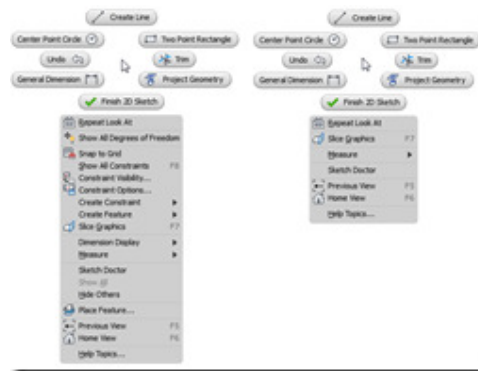 Create Line
Center Point Circle
Two Point Rectangle
Undo
Trim
General Dimension
Project Geometry
Finish 2D Sketch
Repeat Look At
Show All Degrees of Freedom
Snap to Grid
Show All Constraints F8
Constraint Visibility...
Constraint Options...
Create Constraint
Create Feature
Slice Graphics F7
Dimension Display
Measure
Sketch Doctor
Show All
Hide Others
Place Feature...
Previous View F5
Home View F6
Help Topics...
Create Line
Center Point Circle
Two Point Rectangle
Undo
Trim
General Dimension
Project Geometry
Finish 2D Sketch
Repeat Look At
Slice Graphics F7
Measure
Sketch Doctor
Previous View F5
Home View F6
Help Topics...